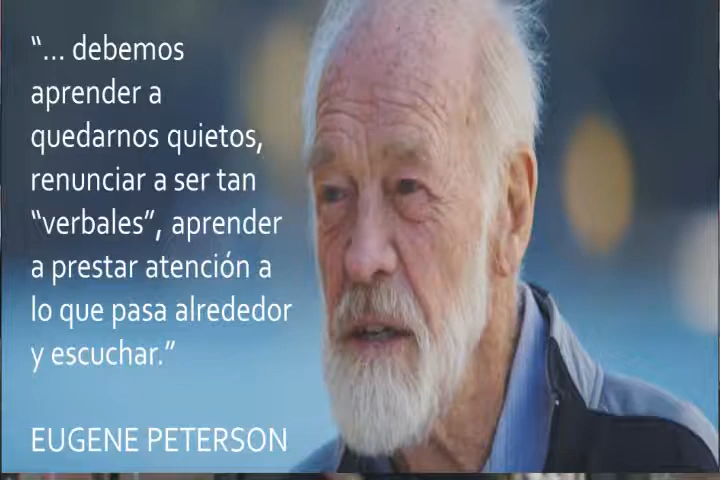 “... debemos
aprender a
quedarnos quietos,
renunciar a ser tan
“verbales”, aprender
a prestar atención a
lo que pasa alrededor
y escuchar.”
EUGENE PETERSON